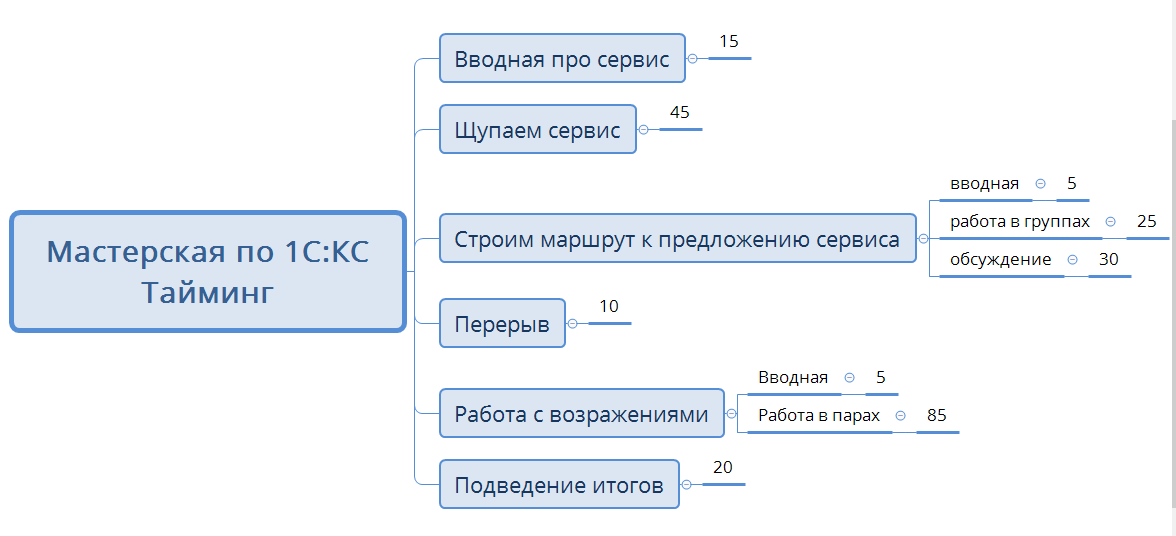 Мастерская по 1С:КС
Тайминг
Вводная про сервис
15
Щупаем сервис
45
Строим маршрут к предложению сервиса
вводная
5
работа в группах
25
обсуждение
30
Перерыв
10
Работа с возражениями
Вводная
5
Работа в парах
85
Подведение итогов
20